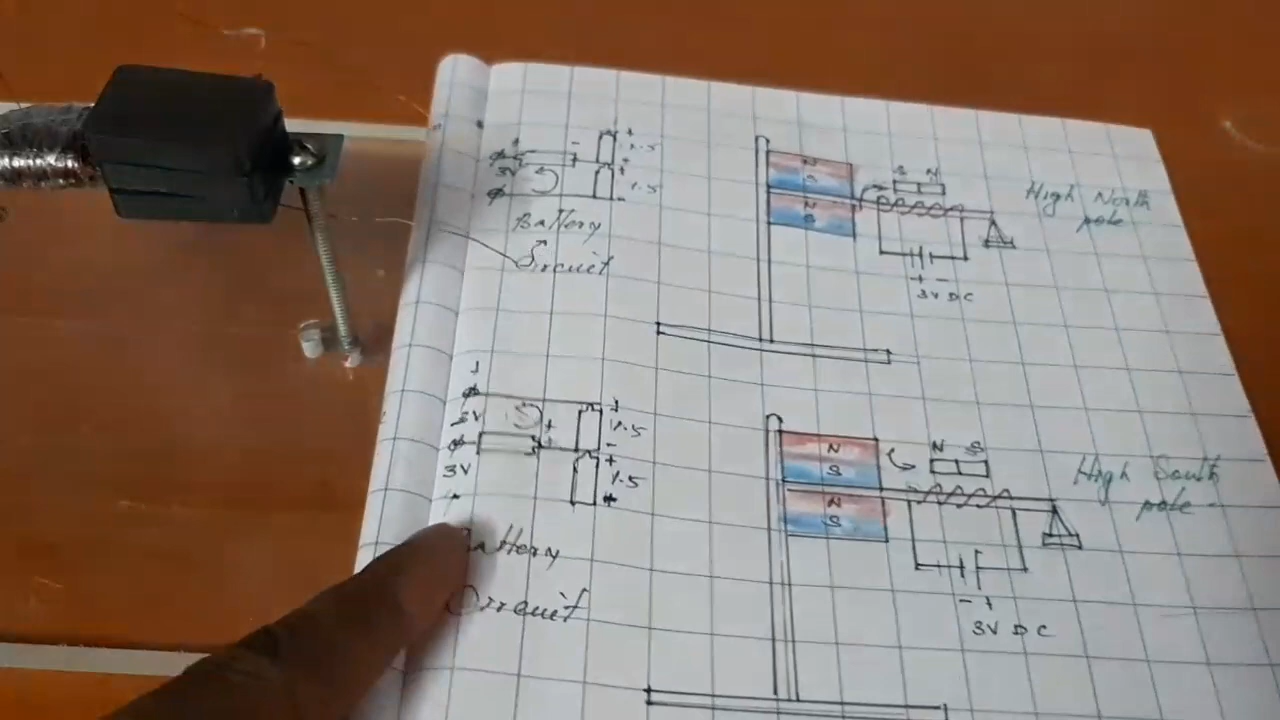 +
-
+
1.5
3V
+
1.5
-
Battery
Circuit
N
S
N
S
S N
+ -
3V DC
High North
pole
+
+
1.5
3V
+
-
+
1.5
3V
Battery
Circuit
N
S
N
S
N S
- +
3V DC
High South
pole